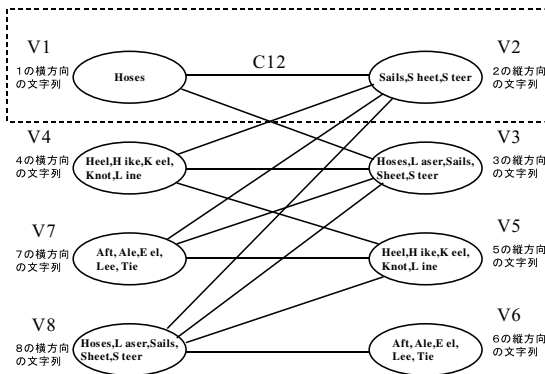 V1
1の横方向
の文字列
Hoses
C12
Sails,S heet,S teer
V2
2の縦方向
の文字列
V4
4の横方向
の文字列
Heel,H ike,K eel,
Knot,L ine
Hoses,L aser,Sails,
Sheet,S teer
V3
3の縦方向
の文字列
V7
7の横方向
の文字列
Aft, Ale,E el,
Lee, Tie
Heel,H ike,K eel,
Knot,L ine
V5
5の縦方向
の文字列
V8
8の横方向
の文字列
Hoses,L aser,Sails,
Sheet,S teer
Aft, Ale,E el,
Lee, Tie
V6
6の縦方向
の文字列